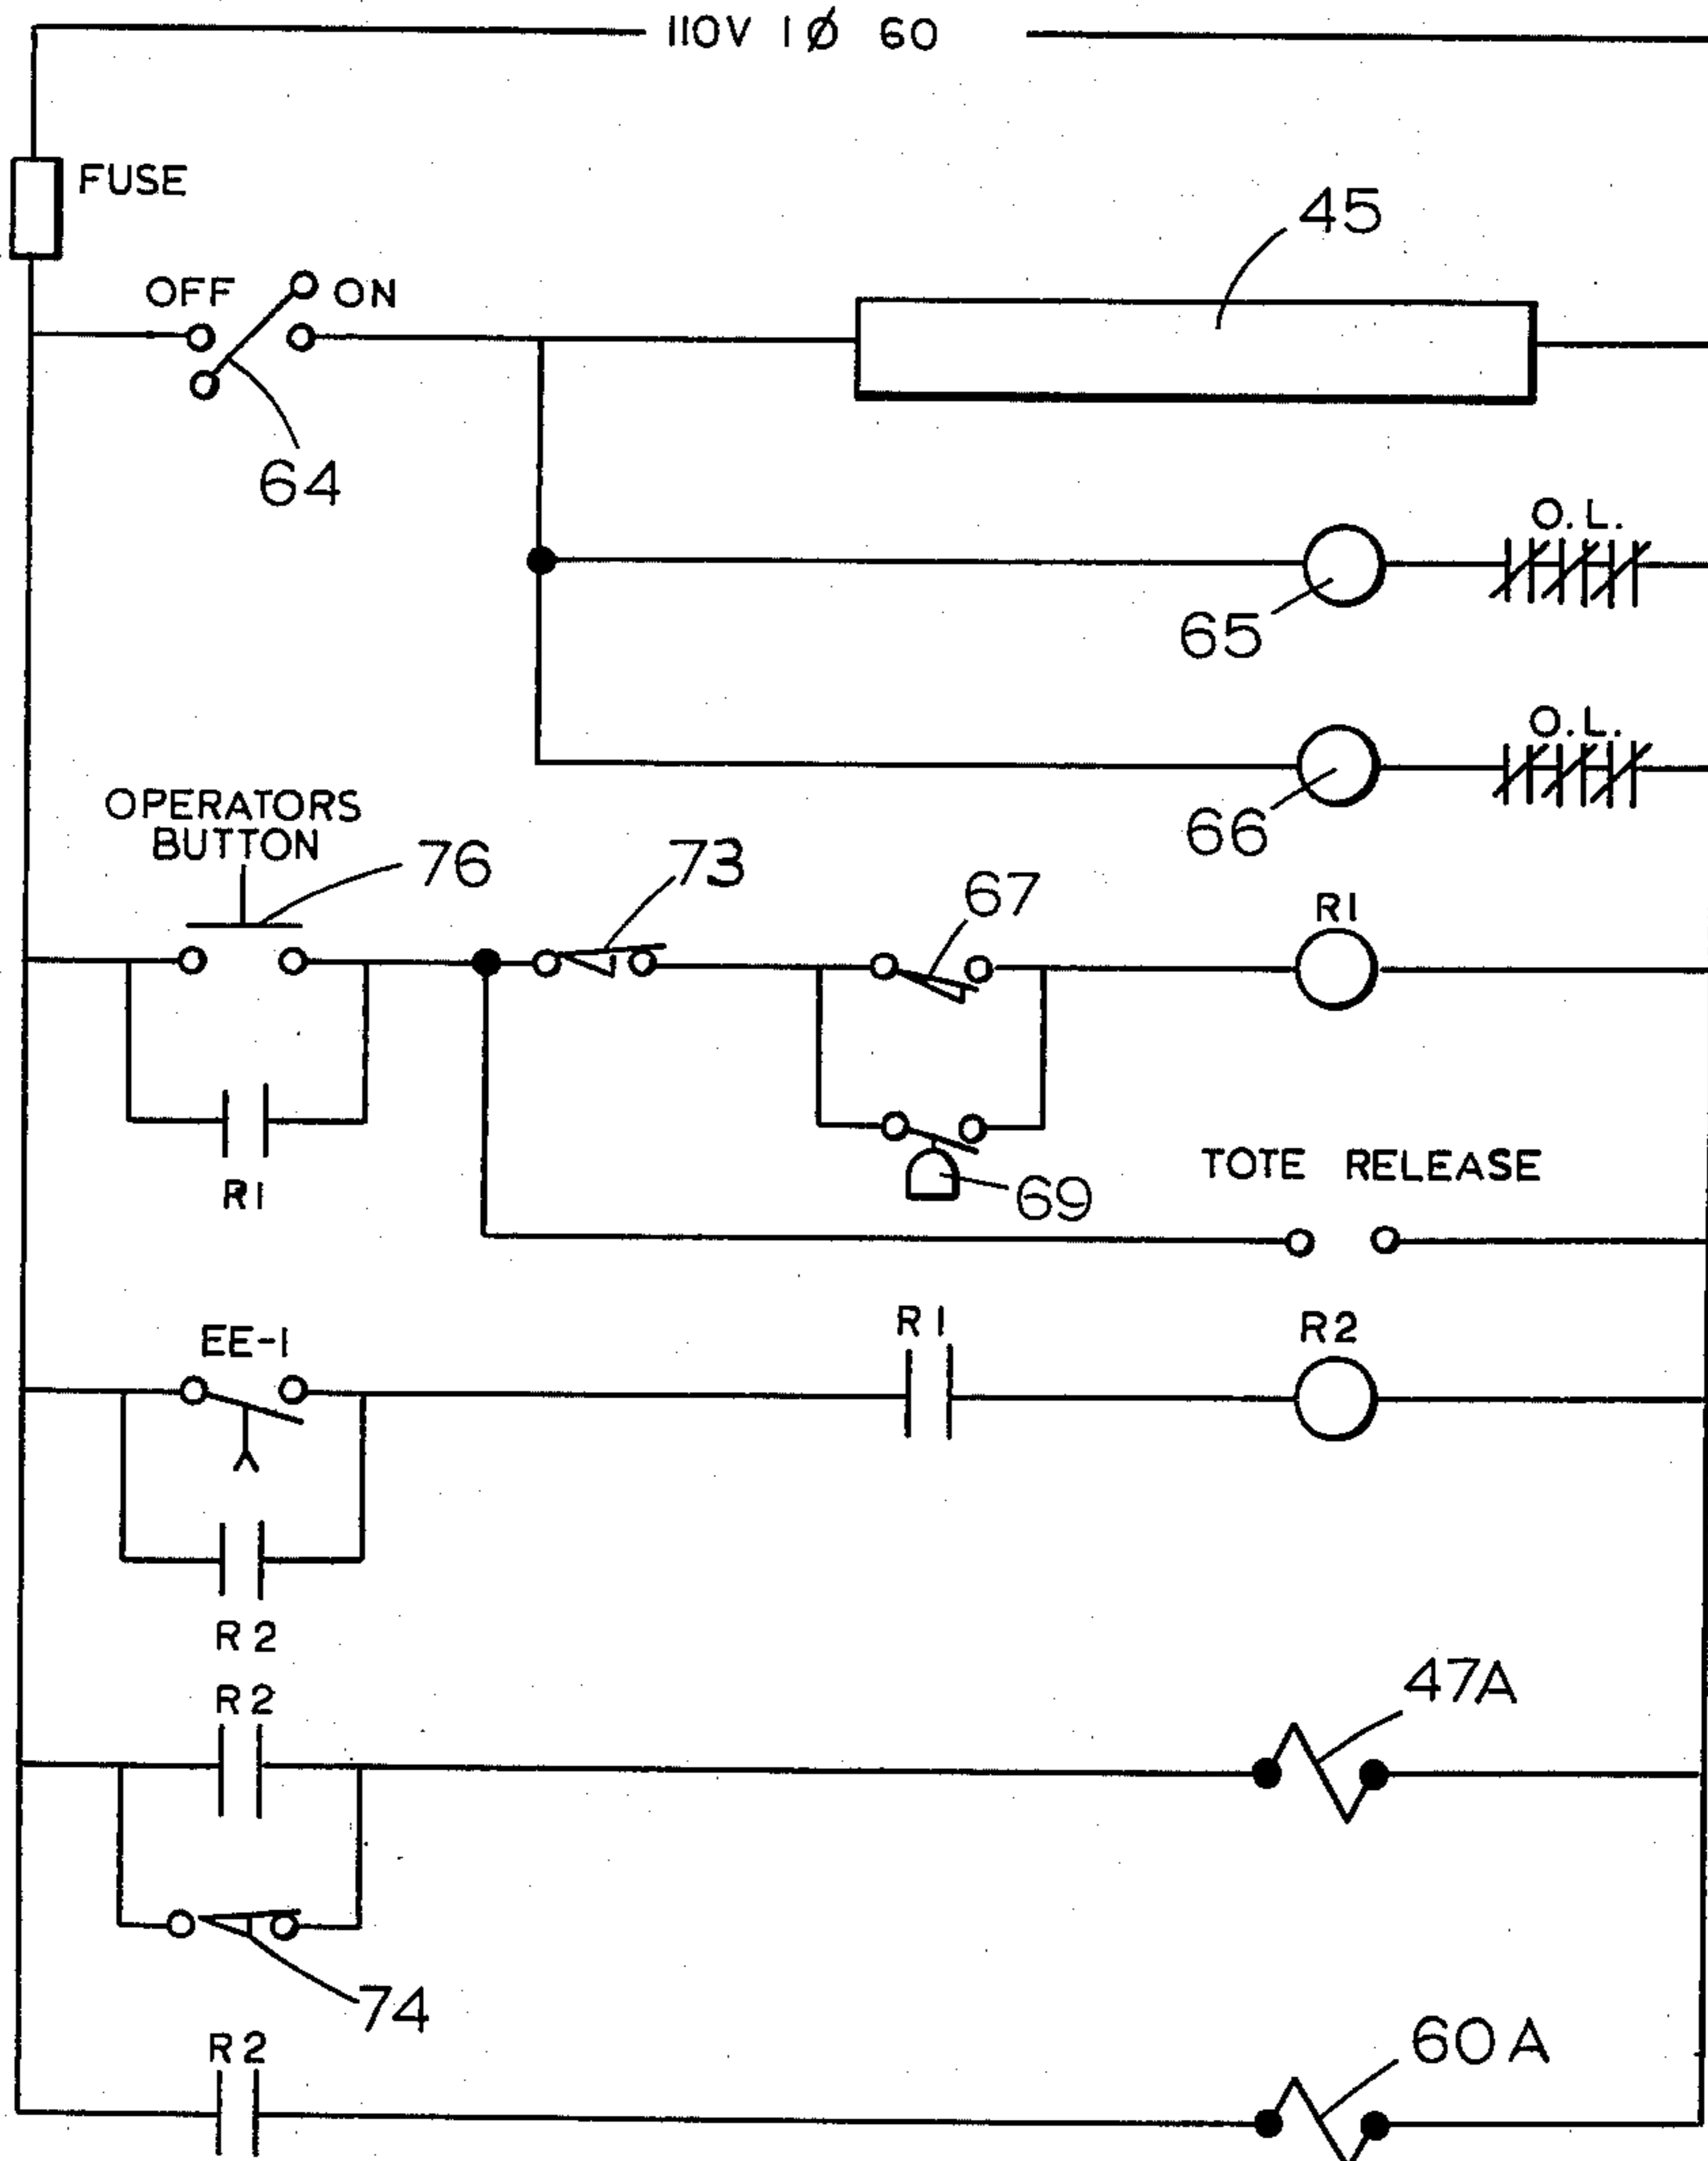 110V 1Ø 60
FUSE
45
OFF
ON
64
O.L.
65
O.L.
66
OPERATORS
BUTTON
76
73
67
R1
R1
69
TOTE RELEASE
EE-1
R1
R2
R2
R2
47A
74
R2
60A